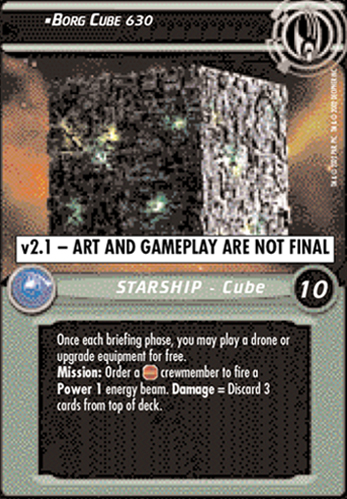 ▪BORG CUBE 630
v2.1 – ART AND GAMEPLAY ARE NOT FINAL
STARSHIP - Cube
10
Once each briefing phase, you may play a drone or
upgrade equipment for free.
Mission: Order a crewmember to fire a
Power 1 energy beam. Damage = Discard 3
cards from top of deck.